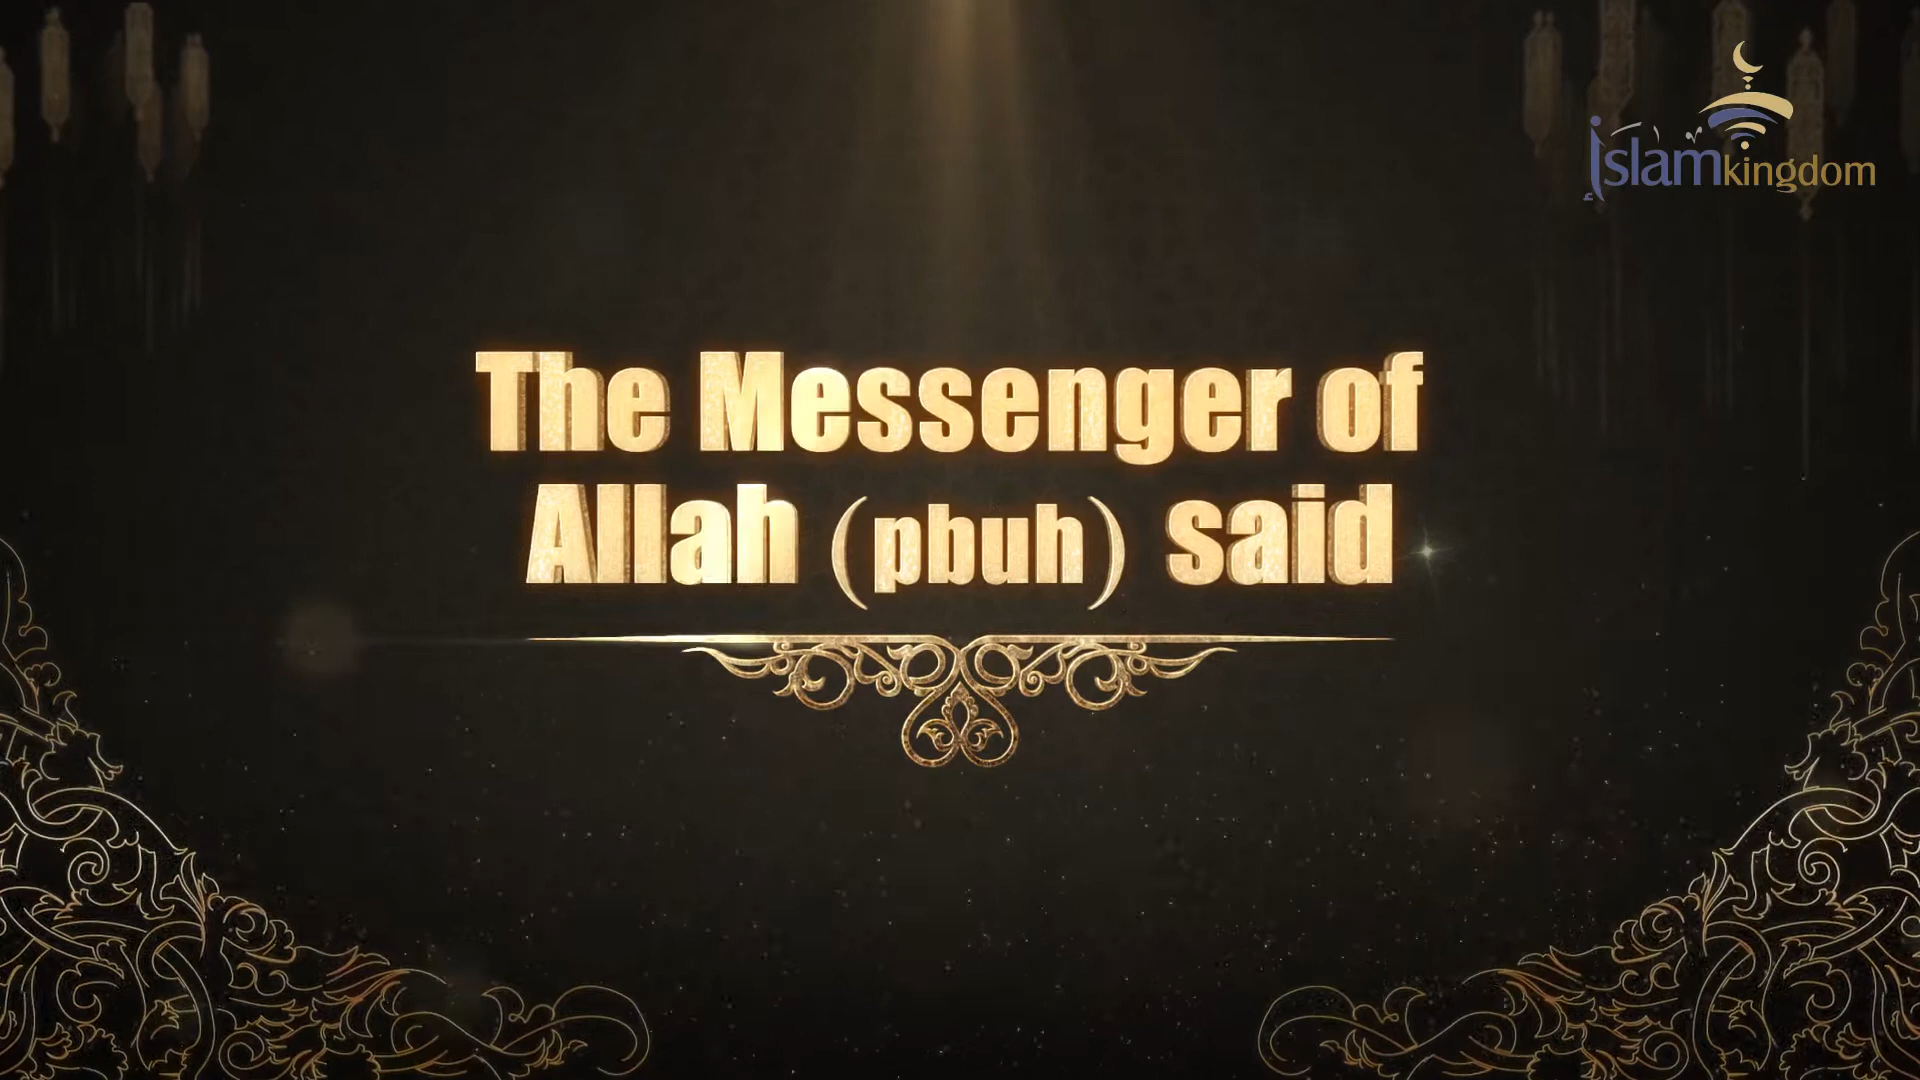 islamkingdom
The Messenger of
Allah (pbuh) said